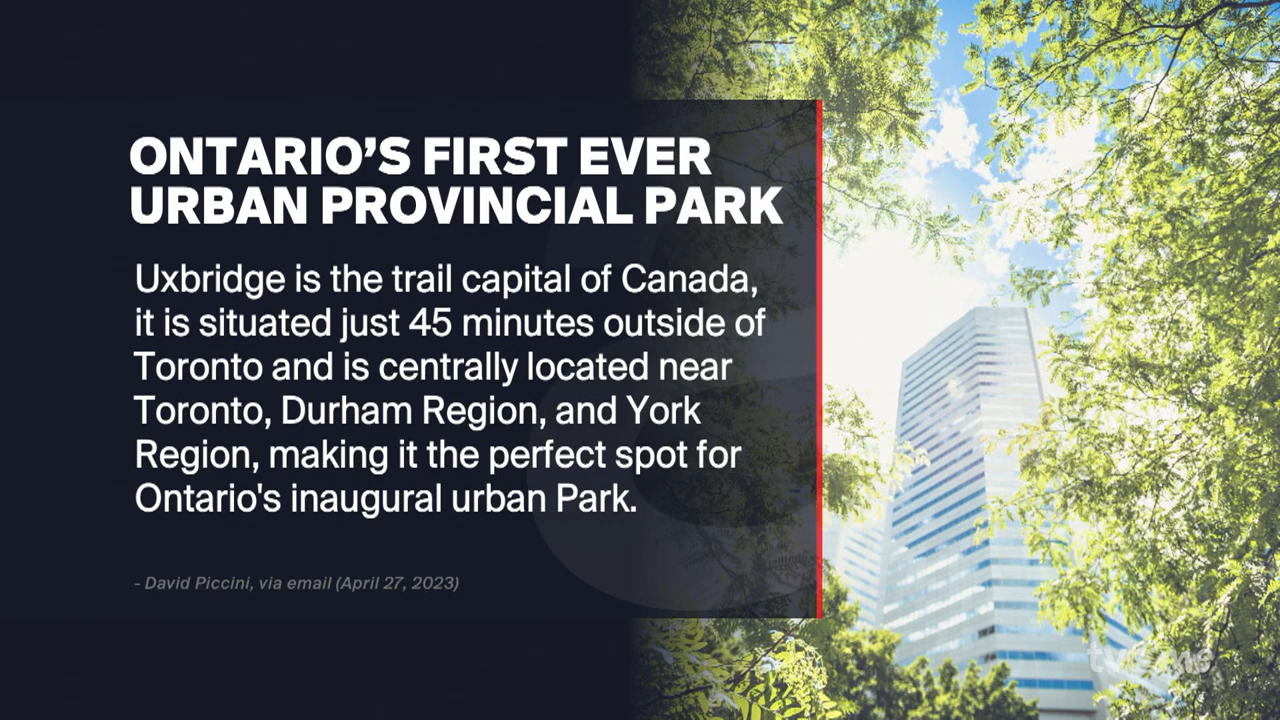 ONTARIO’S FIRST EVER
URBAN PROVINCIAL PARK
Uxbridge is the trail capital of Canada,
it is situated just 45 minutes outside of
Toronto and is centrally located near
Toronto, Durham Region, and York
Region, making it the perfect spot for
Ontario's inaugural urban Park.
- David Piccini, via email (April 27, 2023)